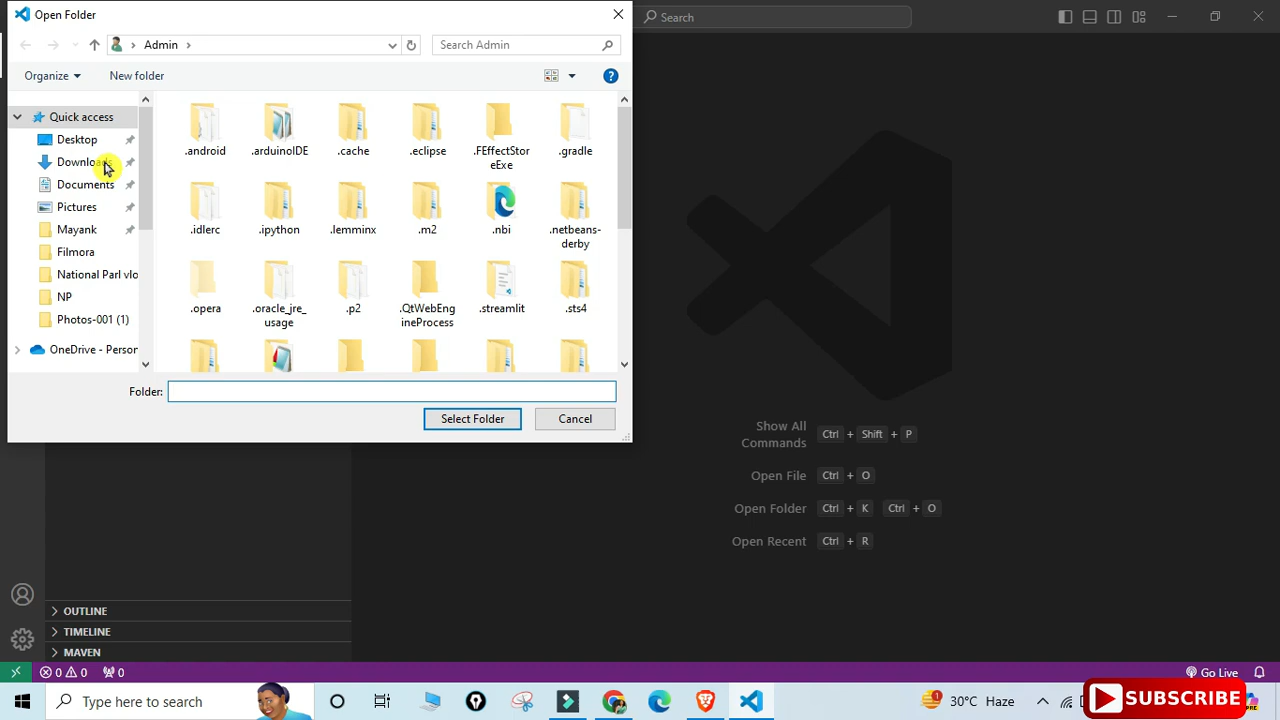 Open Folder
Search
Admin
Search Admin
Organize
New folder
Quick access
Desktop
Downloads
Documents
Pictures
Mayank
Filmora
National Parl vlo
NP
Photos-001 (1)
OneDrive - Person
.android
.arduinoIDE
.cache
.eclipse
.FEffectStor
eExe
.gradle
.idlerc
.ipython
.lemminx
.m2
.nbi
.netbeans-
derby
.opera
.oracle_jre_
usage
.p2
.QtWebEng
ineProcess
.streamlit
.sts4
Folder:
Select Folder
Cancel
Show All
Commands
Ctrl + Shift + P
Open File
Ctrl + O
Open Folder
Ctrl + K Ctrl + O
Open Recent
Ctrl + R
OUTLINE
TIMELINE
MAVEN
0 0 0
Go Live
Type here to search
30°C Haze
SUBSCRIBE